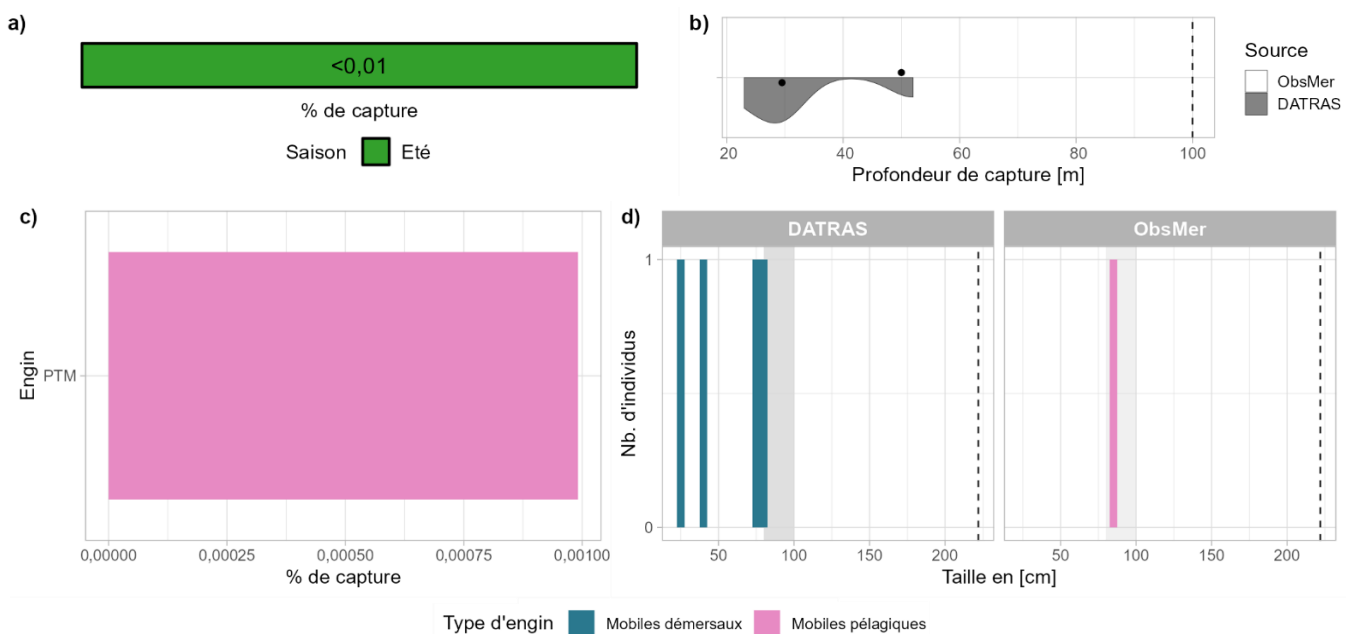 a)
<0,01
% de capture
Saison Eté
b)
20 40 60 80 100
Profondeur de capture [m]
Source
ObsMer
DATRAS
c)
Engin
PTM
0,00000 0,00025 0,00050 0,00075 0,00100
% de capture
d)
DATRAS ObsMer
Nb. d'individus
1
0
50 100 150 200 50 100 150 200
Taille en [cm]
Type d'engin Mobiles démersaux Mobiles pélagiques